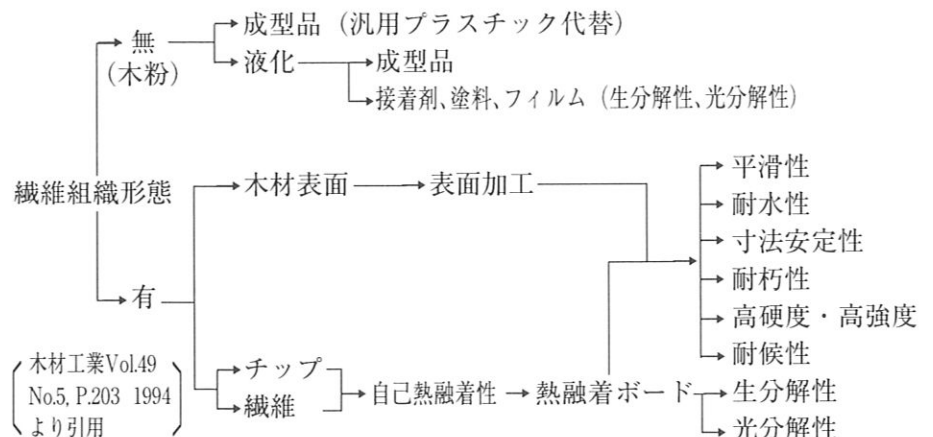 無
(木粉)
成型品（汎用プラスチック代替）
液化
成型品
接着剤、塗料、フィルム（生分解性、光分解性）
繊維組織形態
有
木材表面
表面加工
平滑性
耐水性
寸法安定性
耐朽性
高硬度・高強度
耐候性
チップ
繊維
自己熱融着性
熱融着ボード
生分解性
光分解性
木材工業Vol.49
No.5, P.203 1994
より引用